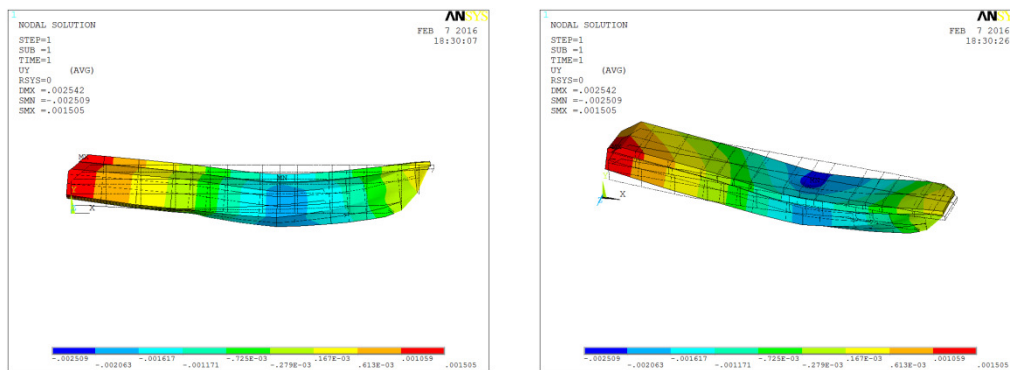 1
ANSYS
NODAL SOLUTION
FEB 7 2016
18:30:07
STEP=1
SUB =1
TIME=1
UY (AVG)
RSYS=0
DMX =.002542
SMN =-.002509
SMX =.001505
MX
MN
Y
X
-.002509 -.001617 -.725E-03 .167E-03 .001059
-.002063 -.001171 -.279E-03 .613E-03 .001505
1
ANSYS
NODAL SOLUTION
FEB 7 2016
18:30:26
STEP=1
SUB =1
TIME=1
UY (AVG)
RSYS=0
DMX =.002542
SMN =-.002509
SMX =.001505
X
-.002509 -.001617 -.725E-03 .167E-03 .001059
-.002063 -.001171 -.279E-03 .613E-03 .001505